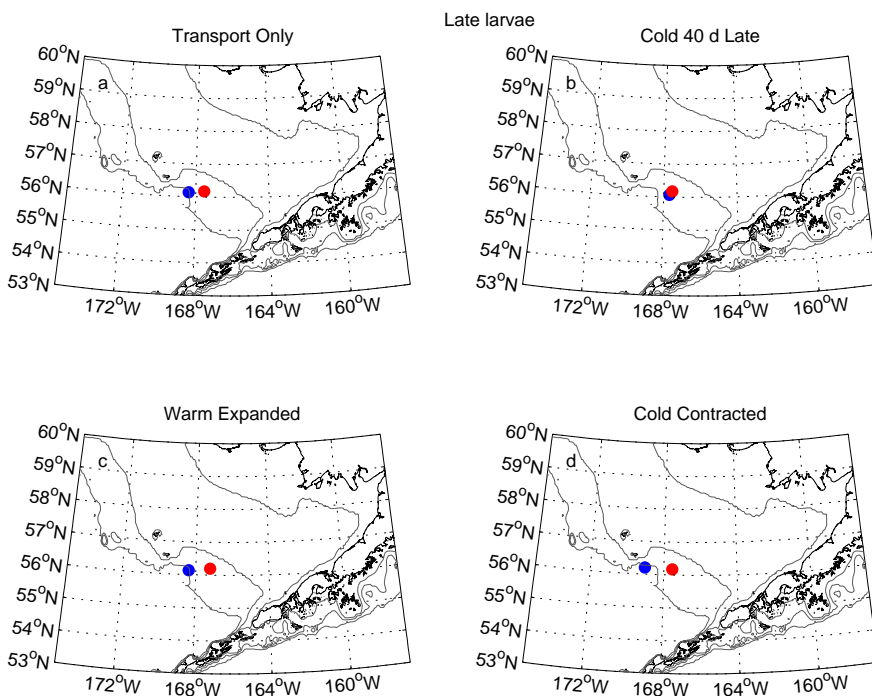 Late larvae
Transport Only
a
60°N
59°N
58°N
57°N
56°N
55°N
54°N
53°N
172°W 168°W 164°W 160°W
Cold 40 d Late
b
60°N
59°N
58°N
57°N
56°N
55°N
54°N
53°N
172°W 168°W 164°W 160°W
Warm Expanded
c
60°N
59°N
58°N
57°N
56°N
55°N
54°N
53°N
172°W 168°W 164°W 160°W
Cold Contracted
d
60°N
59°N
58°N
57°N
56°N
55°N
54°N
53°N
172°W 168°W 164°W 160°W